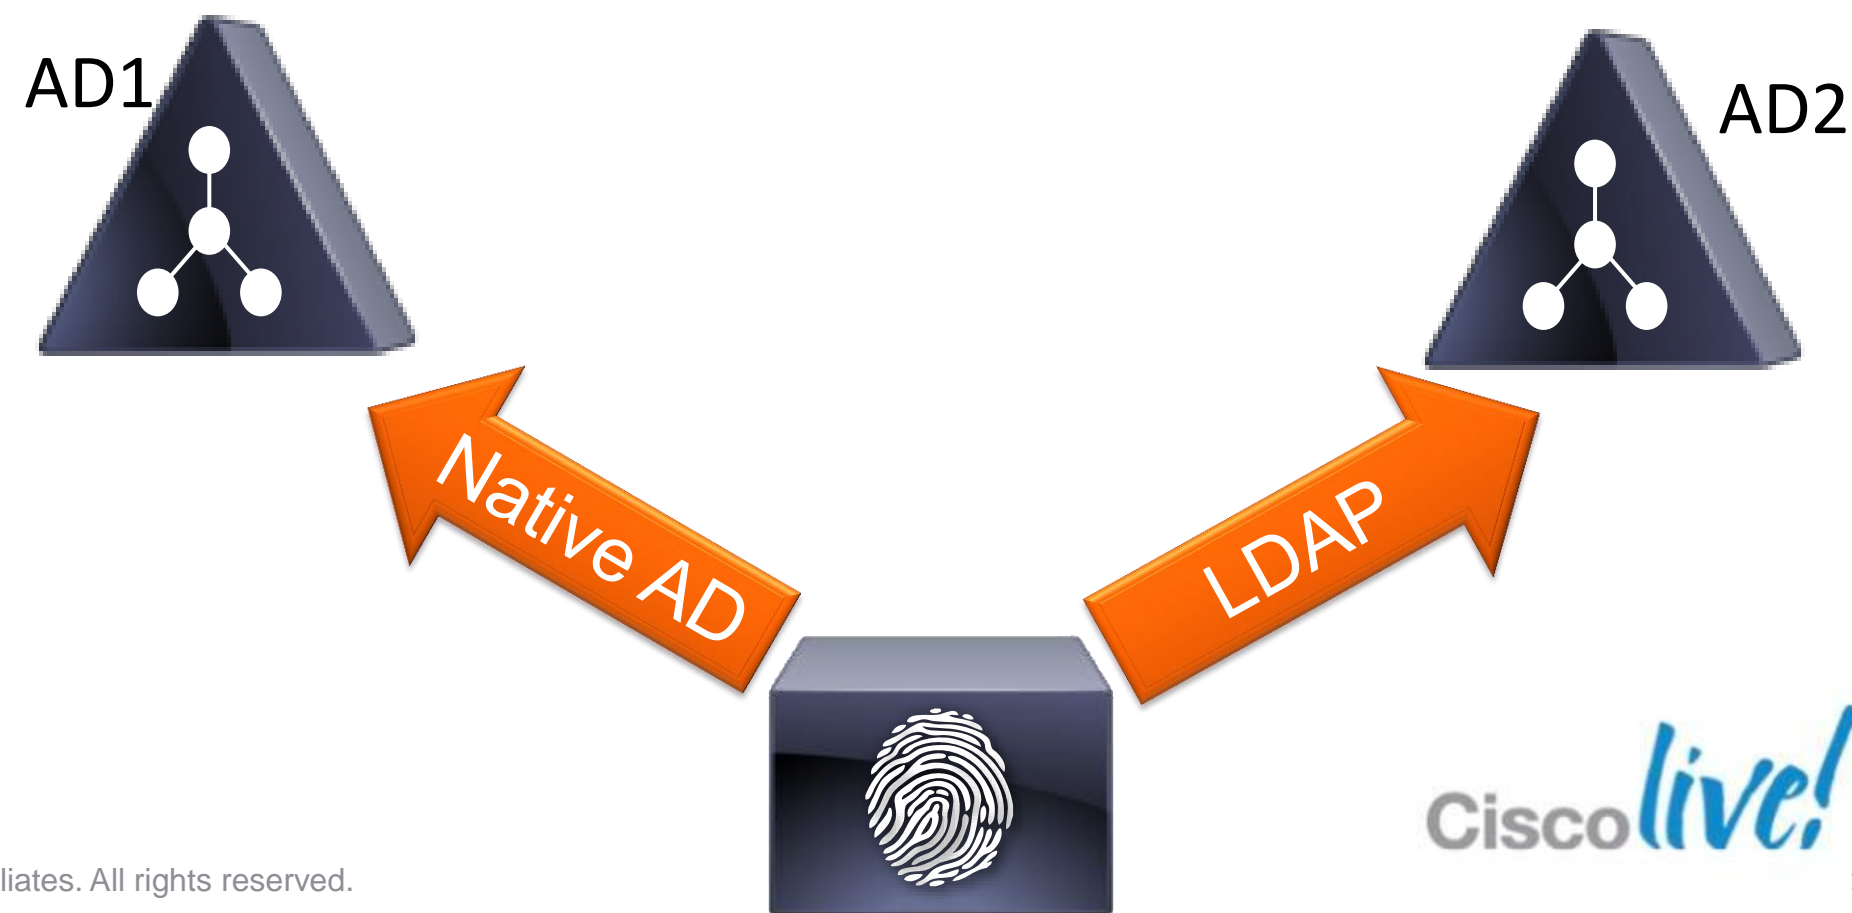 AD1
AD2
Native AD
LDAP
Cisco live!
liates. All rights reserved.